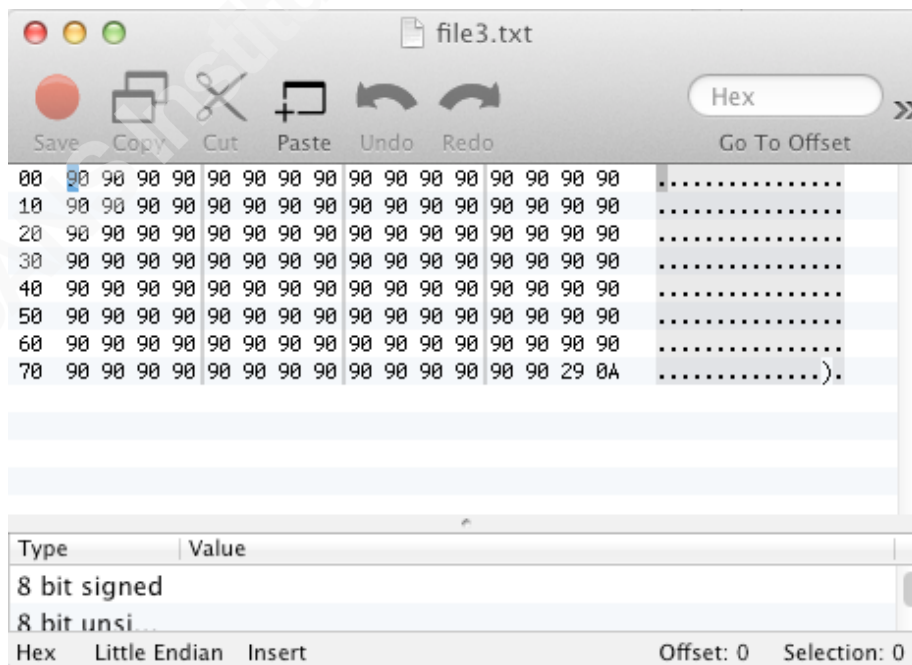 file3.txt
Hex
Save Copy Cut Paste Undo Redo Go To Offset
00 90 90 90 90 90 90 90 90 90 90 90 90 90 90 90 90 ................
10 90 90 90 90 90 90 90 90 90 90 90 90 90 90 90 90 ................
20 90 90 90 90 90 90 90 90 90 90 90 90 90 90 90 90 ................
30 90 90 90 90 90 90 90 90 90 90 90 90 90 90 90 90 ................
40 90 90 90 90 90 90 90 90 90 90 90 90 90 90 90 90 ................
50 90 90 90 90 90 90 90 90 90 90 90 90 90 90 90 90 ................
60 90 90 90 90 90 90 90 90 90 90 90 90 90 90 90 90 ................
70 90 90 90 90 90 90 90 90 90 90 90 90 90 90 29 0A ..............).
Type Value
8 bit signed
8 bit unsi...
Hex Little Endian Insert Offset: 0 Selection: 0